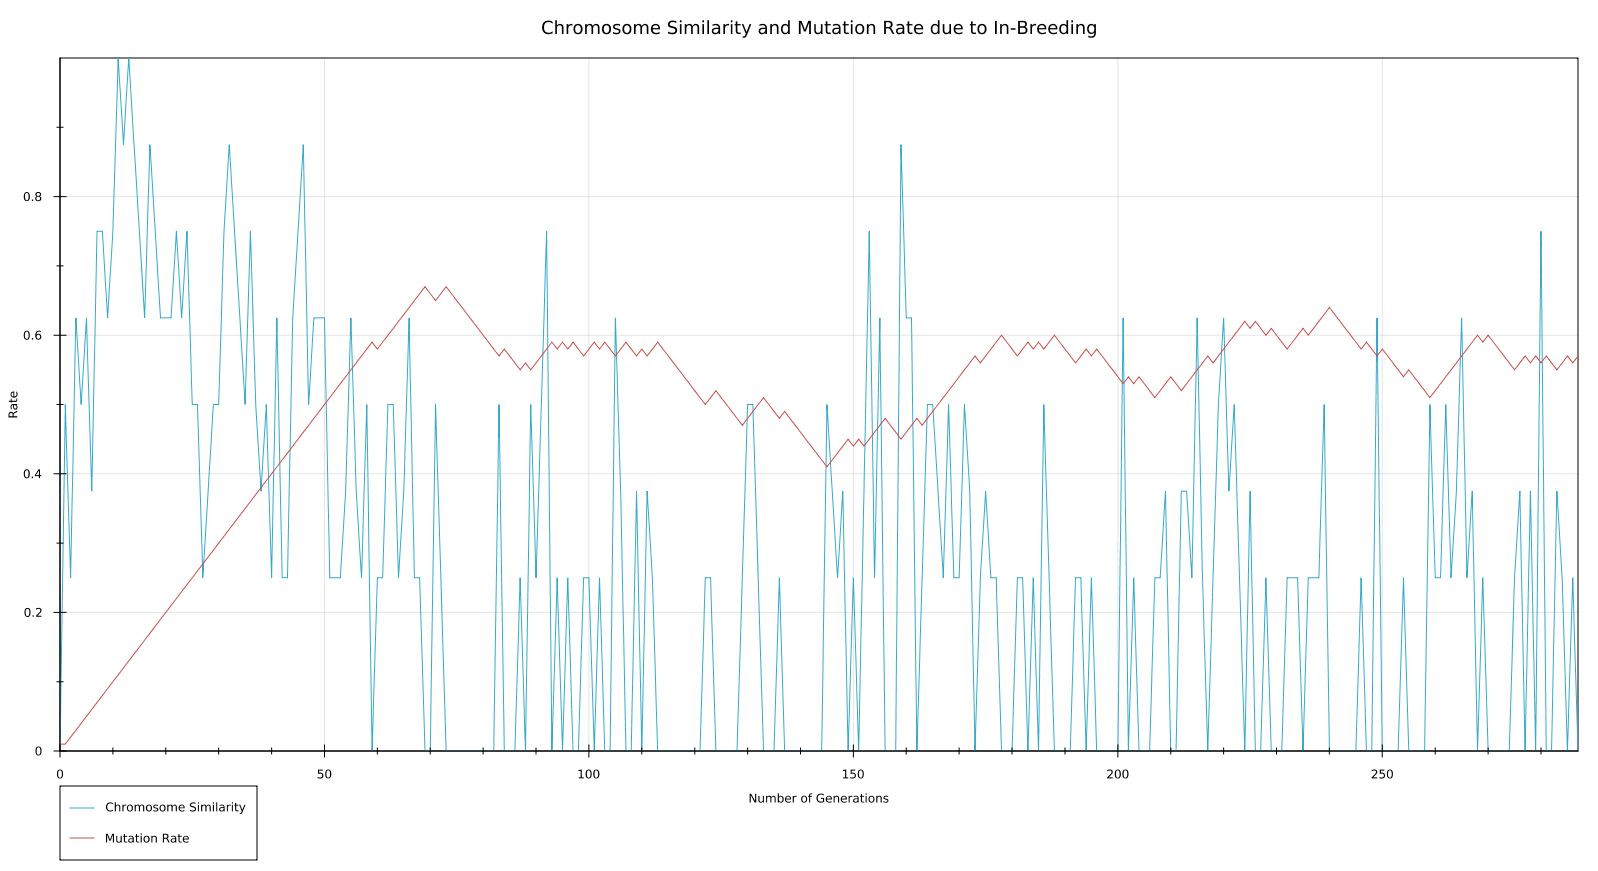 Chromosome Similarity and Mutation Rate due to In-Breeding
0.8
0.6
Rate
0.4
0.2
0
0 50 100 150 200 250
Number of Generations
Chromosome Similarity
Mutation Rate